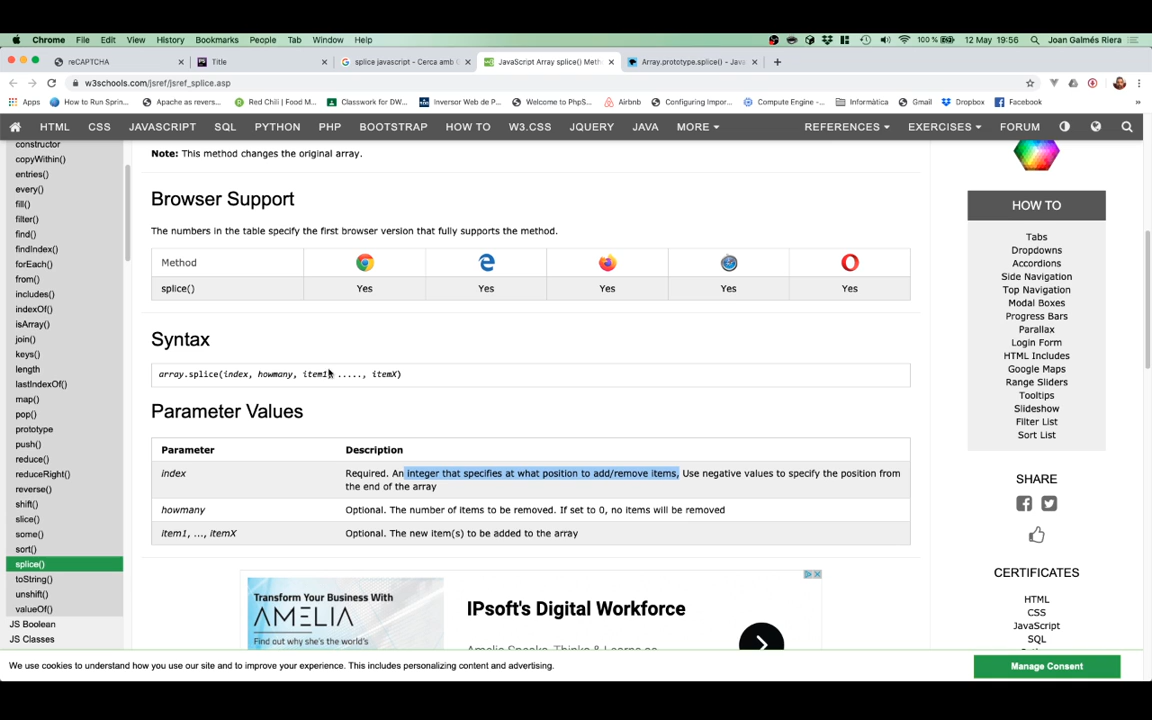 Chrome File Edit View History Bookmarks People Tab Window Help 100 % 12 May 19:56 Joan Galmés Riera
reCAPTCHA × Title × splice javascript - Cerca amb G × JavaScript Array splice() Meth × Array.prototype.splice() - Java × +
w3schools.com/jsref/jsref_splice.asp
Apps How to Run Sprin... Apache as revers... Red Chili | Food M... Classwork for DW... Inversor Web de P... Welcome to PhpS... Airbnb Configuring Impor... Compute Engine -... Informàtica Gmail Dropbox Facebook »
HTML CSS JAVASCRIPT SQL PYTHON PHP BOOTSTRAP HOW TO W3.CSS JQUERY JAVA MORE REFERENCES EXERCISES FORUM
constructor
copyWithin()
entries()
every()
fill()
filter()
find()
findIndex()
forEach()
from()
includes()
indexOf()
isArray()
join()
keys()
length
lastIndexOf()
map()
pop()
prototype
push()
reduce()
reduceRight()
reverse()
shift()
slice()
some()
sort()
splice()
toString()
unshift()
valueOf()
JS Boolean
JS Classes
Note: This method changes the original array.
Browser Support
The numbers in the table specify the first browser version that fully supports the method.
Method
splice() Yes Yes Yes Yes Yes
Syntax
array.splice(index, howmany, item1, ....., itemX)
Parameter Values
Parameter Description
index Required. An integer that specifies at what position to add/remove items, Use negative values to specify the position from
the end of the array
howmany Optional. The number of items to be removed. If set to 0, no items will be removed
item1, ..., itemX Optional. The new item(s) to be added to the array
Transform Your Business With
AMELIA
Find out why she's the world's
IPsoft's Digital Workforce
HOW TO
Tabs
Dropdowns
Accordions
Side Navigation
Top Navigation
Modal Boxes
Progress Bars
Parallax
Login Form
HTML Includes
Google Maps
Range Sliders
Tooltips
Slideshow
Filter List
Sort List
SHARE
CERTIFICATES
HTML
CSS
JavaScript
SQL
We use cookies to understand how you use our site and to improve your experience. This includes personalizing content and advertising.
Manage Consent